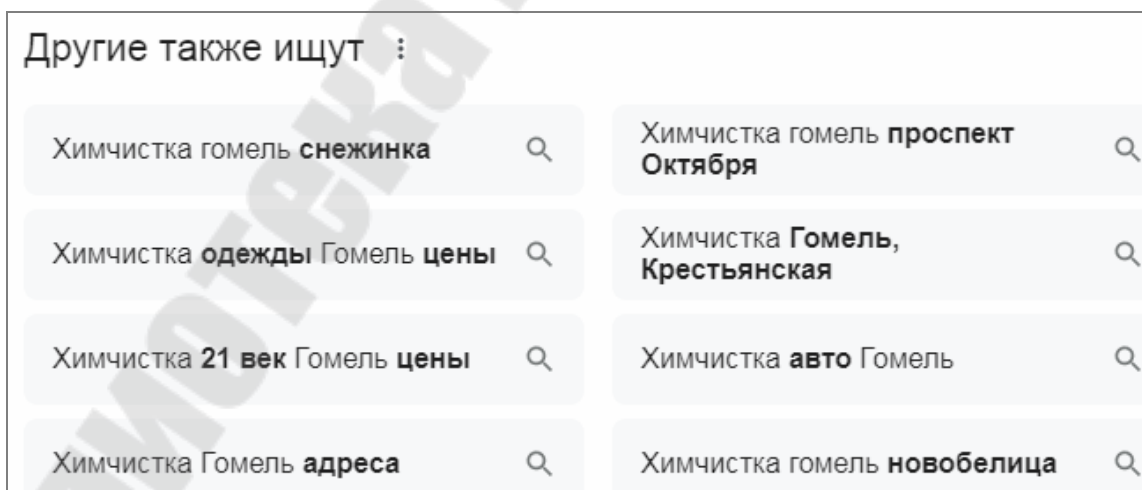 Другие также ищут
Химчистка гомель снежинка
Химчистка гомель проспект
Октября
Химчистка одежды Гомель цены
Химчистка Гомель,
Крестьянская
Химчистка 21 век Гомель цены
Химчистка авто Гомель
Химчистка Гомель адреса
Химчистка гомель новобелица